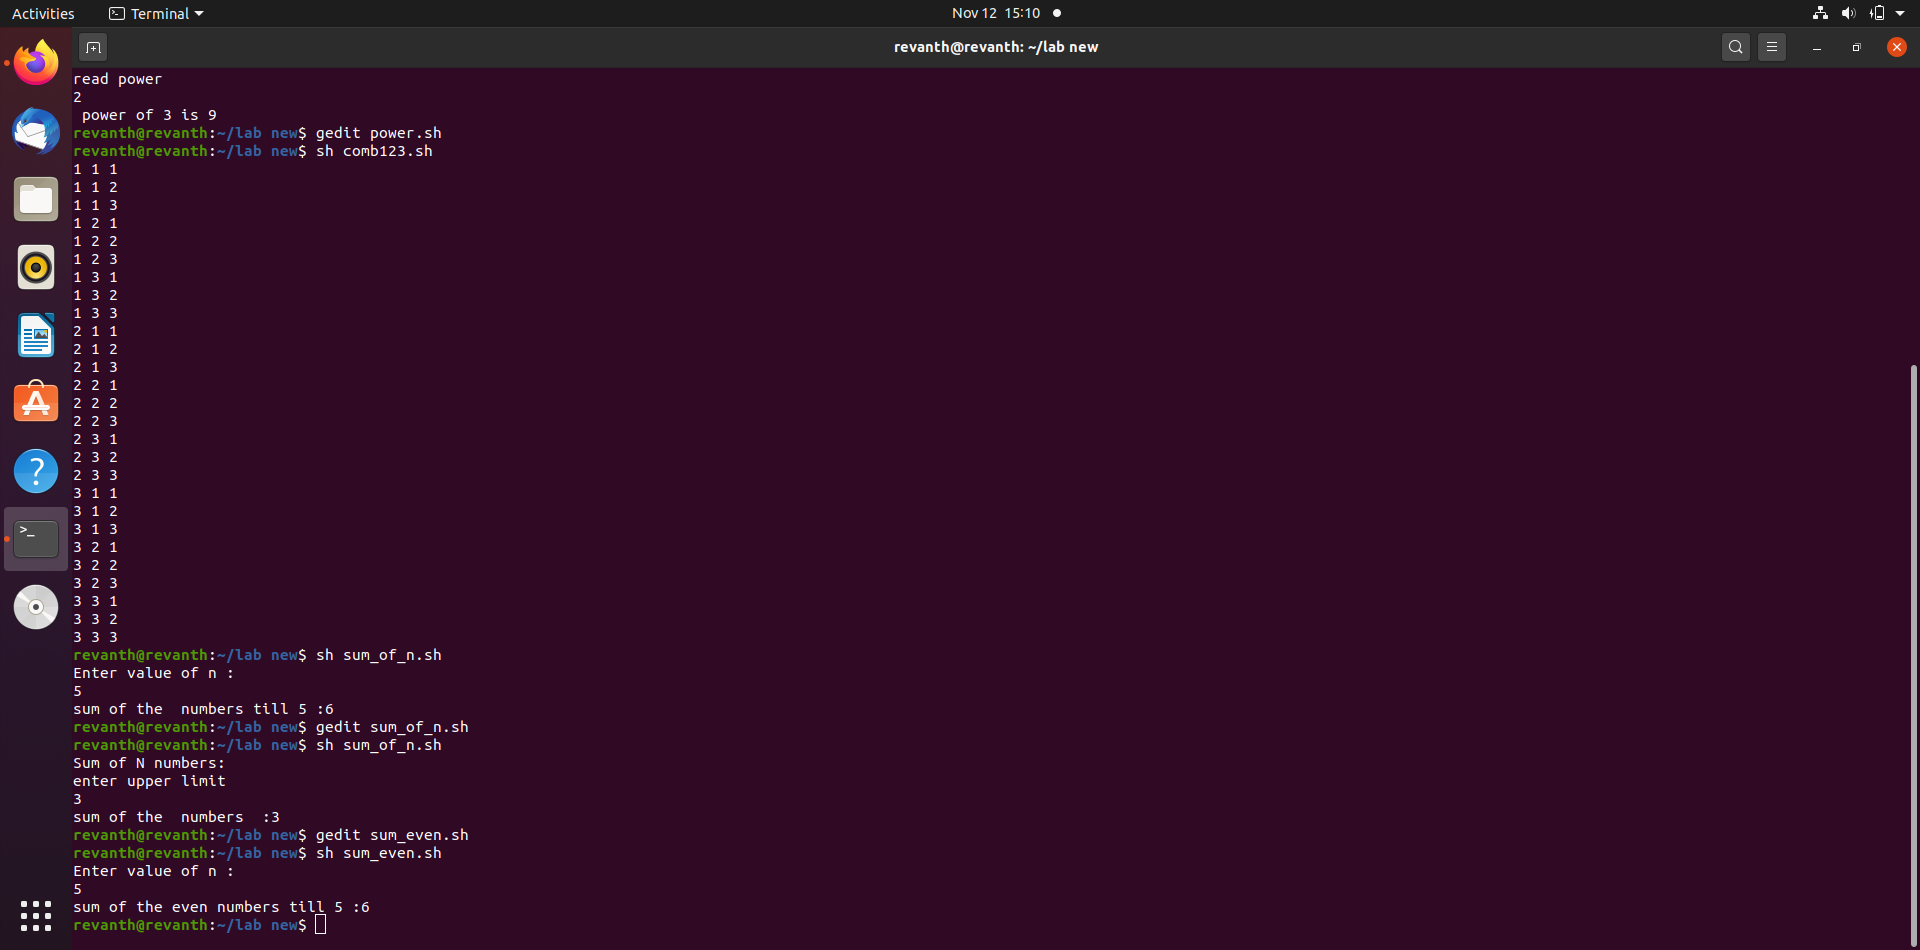 Activities
Terminal
Nov 12 15:10
revanth@revanth: ~/lab new
read power
2
 power of 3 is 9
revanth@revanth:~/lab new$ gedit power.sh
revanth@revanth:~/lab new$ sh comb123.sh
1 1 1
1 1 2
1 1 3
1 2 1
1 2 2
1 2 3
1 3 1
1 3 2
1 3 3
2 1 1
2 1 2
2 1 3
2 2 1
2 2 2
2 2 3
2 3 1
2 3 2
2 3 3
3 1 1
3 1 2
3 1 3
3 2 1
3 2 2
3 2 3
3 3 1
3 3 2
3 3 3
revanth@revanth:~/lab new$ sh sum_of_n.sh
Enter value of n :
5
sum of the  numbers till 5 :6
revanth@revanth:~/lab new$ gedit sum_of_n.sh
revanth@revanth:~/lab new$ sh sum_of_n.sh
Sum of N numbers:
enter upper limit
3
sum of the  numbers  :3
revanth@revanth:~/lab new$ gedit sum_even.sh
revanth@revanth:~/lab new$ sh sum_even.sh
Enter value of n :
5
sum of the even numbers till 5 :6
revanth@revanth:~/lab new$